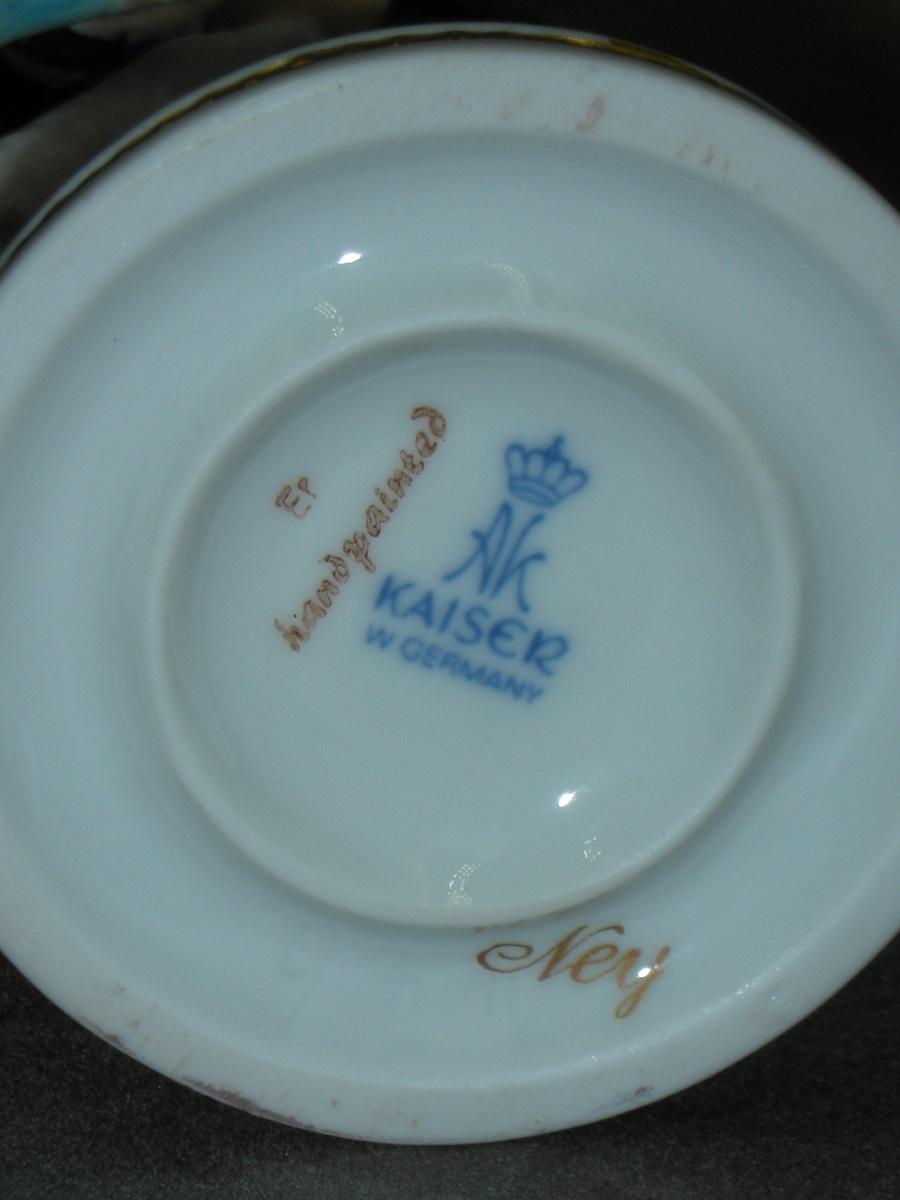 Er
handpainted
AK
KAISER
W GERMANY
Ney